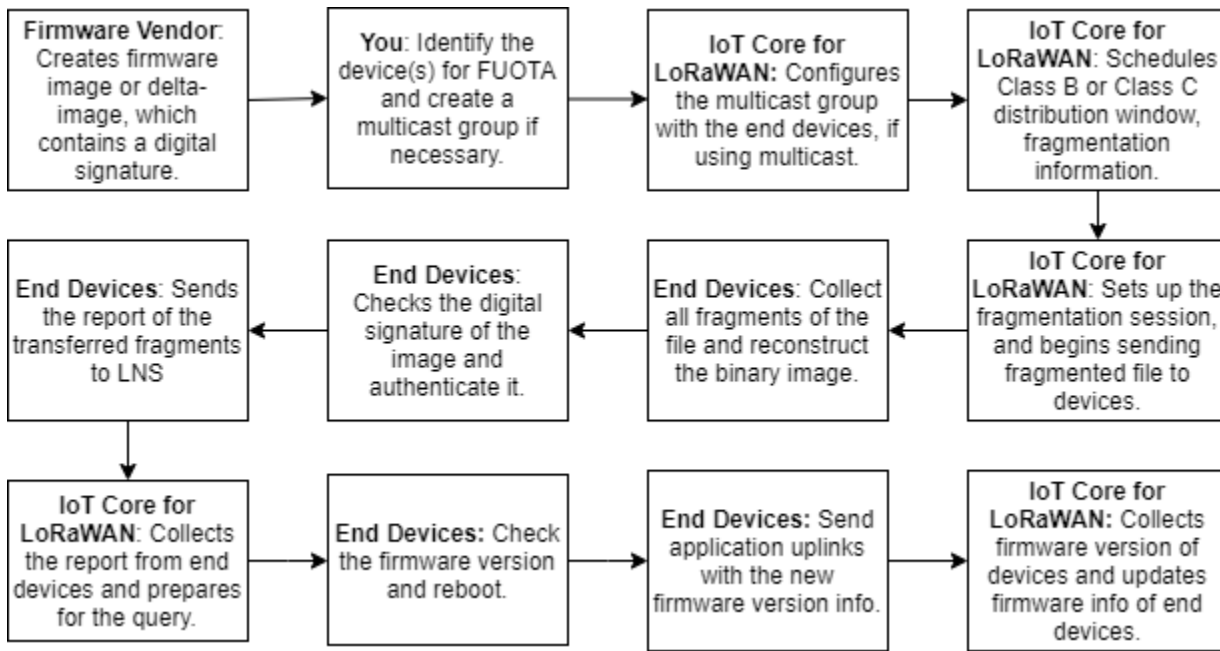 Firmware Vendor:
Creates firmware
image or delta-
image, which
contains a digital
signature.
You: Identify the
device(s) for FUOTA
and create a
multicast group if
necessary.
IoT Core for
LoRaWAN: Configures
the multicast group
with the end devices, if
using multicast.
IoT Core for
LoRaWAN: Schedules
Class B or Class C
distribution window,
fragmentation
information.
IoT Core for
LoRaWAN: Sets up the
fragmentation session,
and begins sending
fragmented file to
devices.
End Devices: Collect
all fragments of the
file and reconstruct
the binary image.
End Devices:
Checks the digital
signature of the
image and
authenticate it.
End Devices: Sends
the report of the
transferred fragments
to LNS
IoT Core for
LoRaWAN: Collects
the report from end
devices and prepares
for the query.
End Devices: Check
the firmware version
and reboot.
End Devices: Send
application uplinks
with the new
firmware version info.
IoT Core for
LoRaWAN: Collects
firmware version of
devices and updates
firmware info of end
devices.